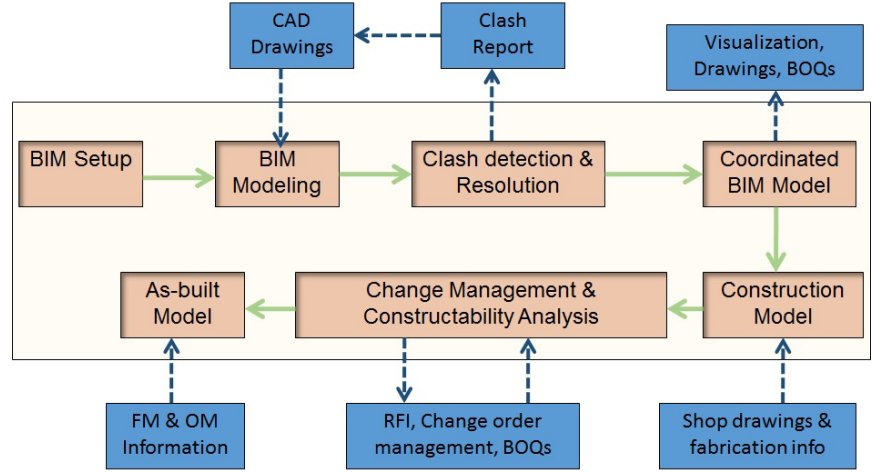 CAD
Drawings
Clash
Report
Visualization,
Drawings, BOQs
BIM Setup
BIM
Modeling
Clash detection &
Resolution
Coordinated
BIM Model
As-built
Model
Change Management &
Constructability Analysis
Construction
Model
FM & OM
Information
RFI, Change order
management, BOQs
Shop drawings &
fabrication info